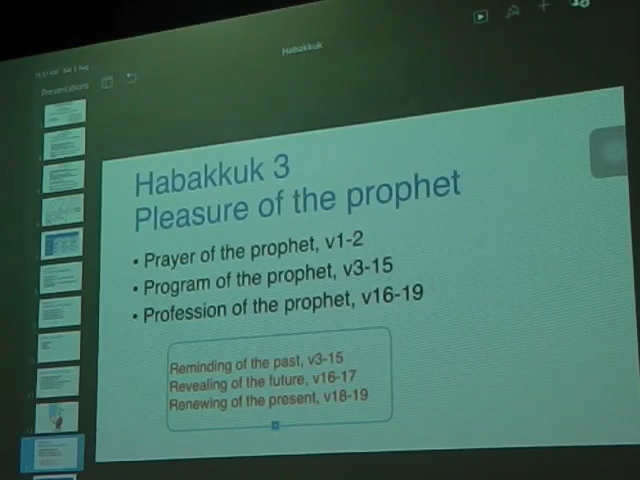 Habakkuk
Presentations
Habakkuk 3
Pleasure of the prophet
• Prayer of the prophet, v1-2
• Program of the prophet, v3-15
• Profession of the prophet, v16-19
Reminding of the past, v3-15
Revealing of the future, v16-17
Renewing of the present, v18-19